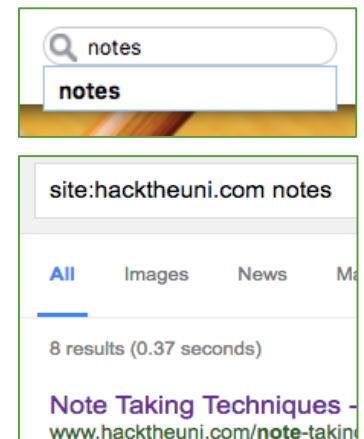 notes
notes
site:hacktheuni.com notes
All Images News
8 results (0.37 seconds)
Note Taking Techniques -
www.hacktheuni.com/note-taking